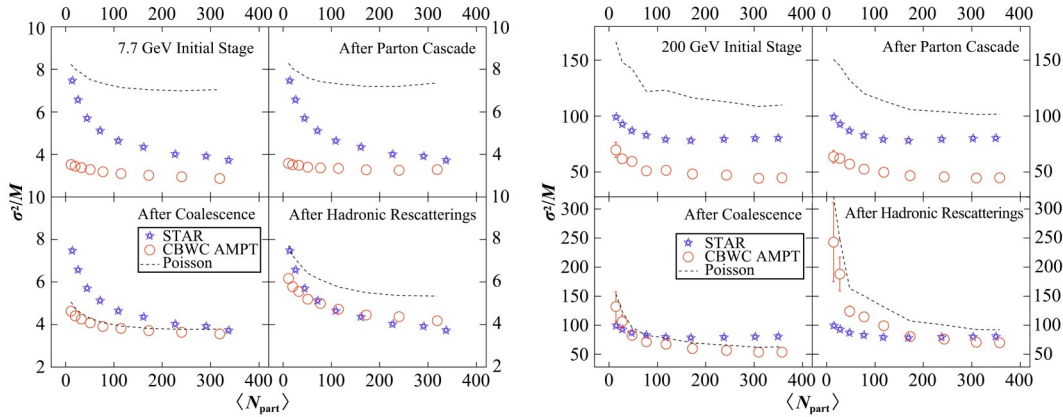 0 100 200 300 400 0 100 200 300 400
10 7.7 GeV Initial Stage After Parton Cascade 10
8 8
6 6
4 4
10 10
After Coalescence After Hadronic Rescatterings
STAR
CBWC AMPT
Poisson
8 8
6 6
4 4
2 2
σ²/M
0 100 200 300 400 0 100 200 300 400
⟨Npart⟩
0 100 200 300 400 0 100 200 300 400
200 GeV Initial Stage After Parton Cascade
150 150
100 100
50 50
300 300
After Coalescence After Hadronic Rescatterings
STAR
CBWC AMPT
Poisson
250 250
200 200
150 150
100 100
50 50
σ²/M
0 100 200 300 400 0 100 200 300 400
⟨Npart⟩